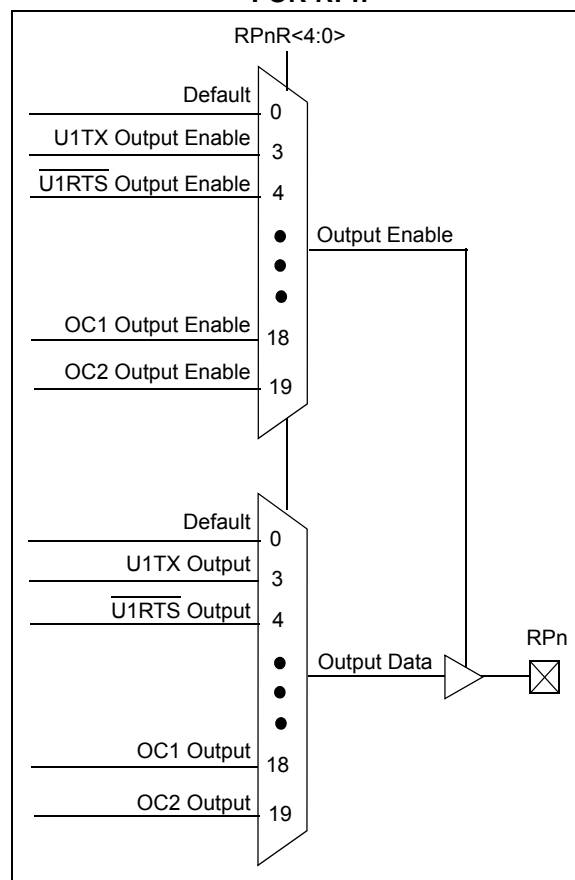 RPnR<4:0>
Default
0
U1TX Output Enable
3
U1RTS Output Enable
4
Output Enable
OC1 Output Enable
18
OC2 Output Enable
19
Default
0
U1TX Output
3
U1RTS Output
4
RPn
Output Data
OC1 Output
18
OC2 Output
19